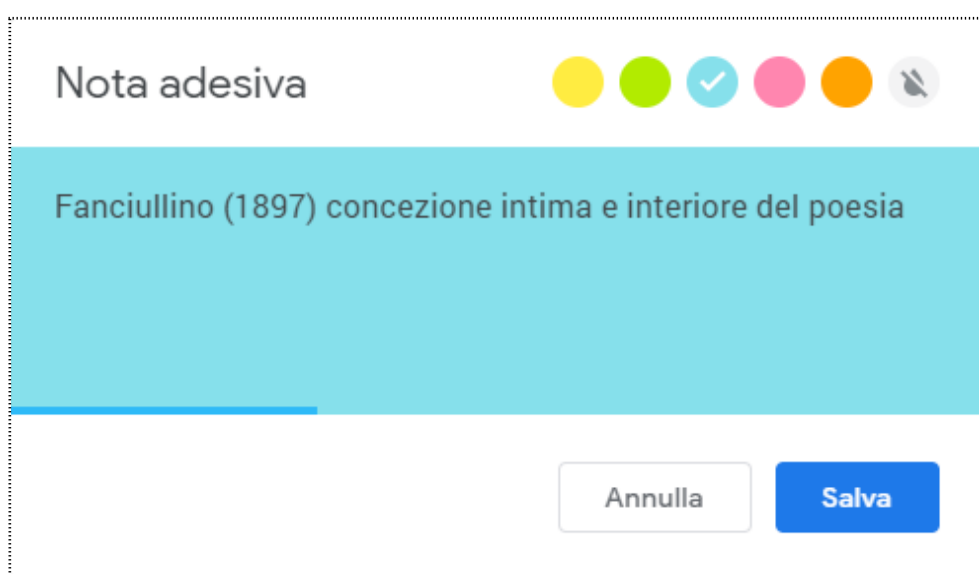 Nota adesiva
Fanciullino (1897) concezione intima e interiore del poesia
Annulla
Salva